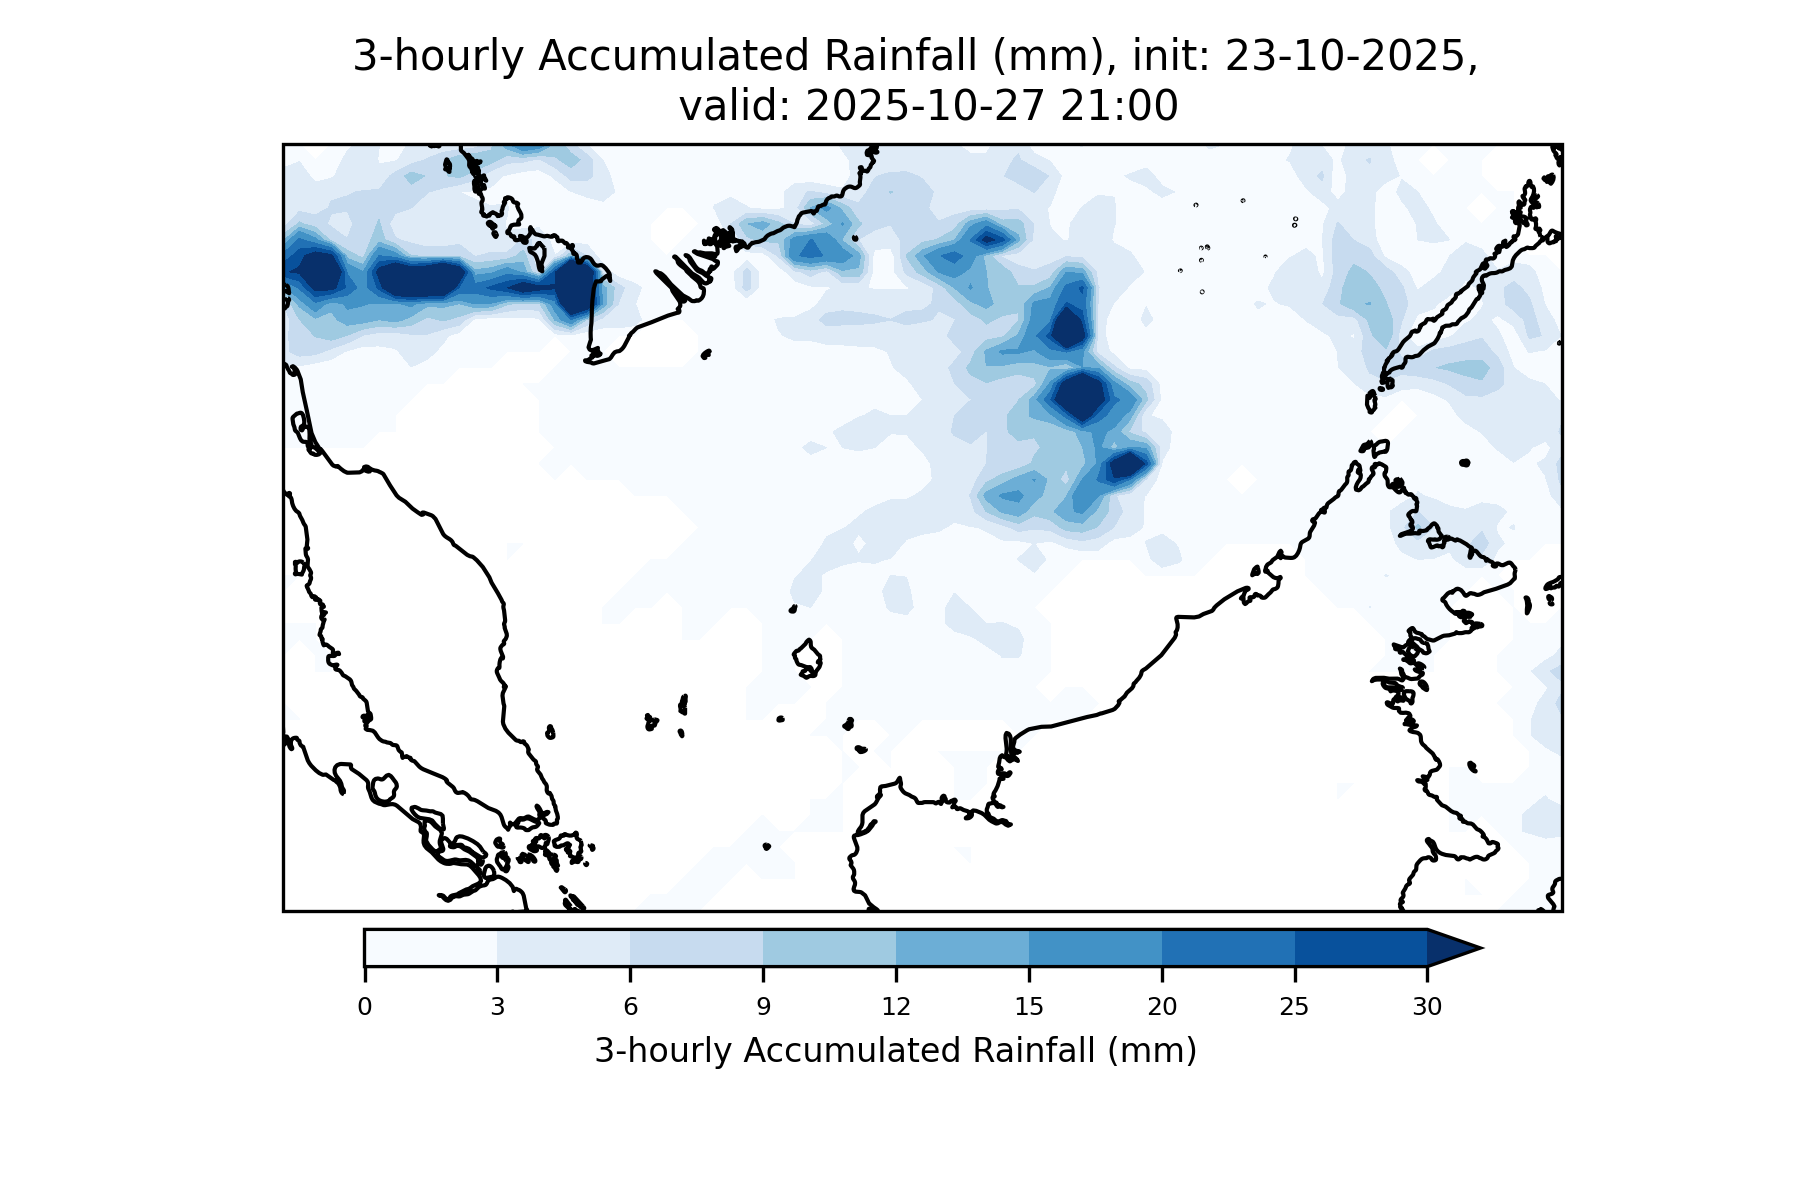 3-hourly Accumulated Rainfall (mm), init: 23-10-2025,
valid: 2025-10-27 21:00
0 3 6 9 12 15 20 25 30
3-hourly Accumulated Rainfall (mm)